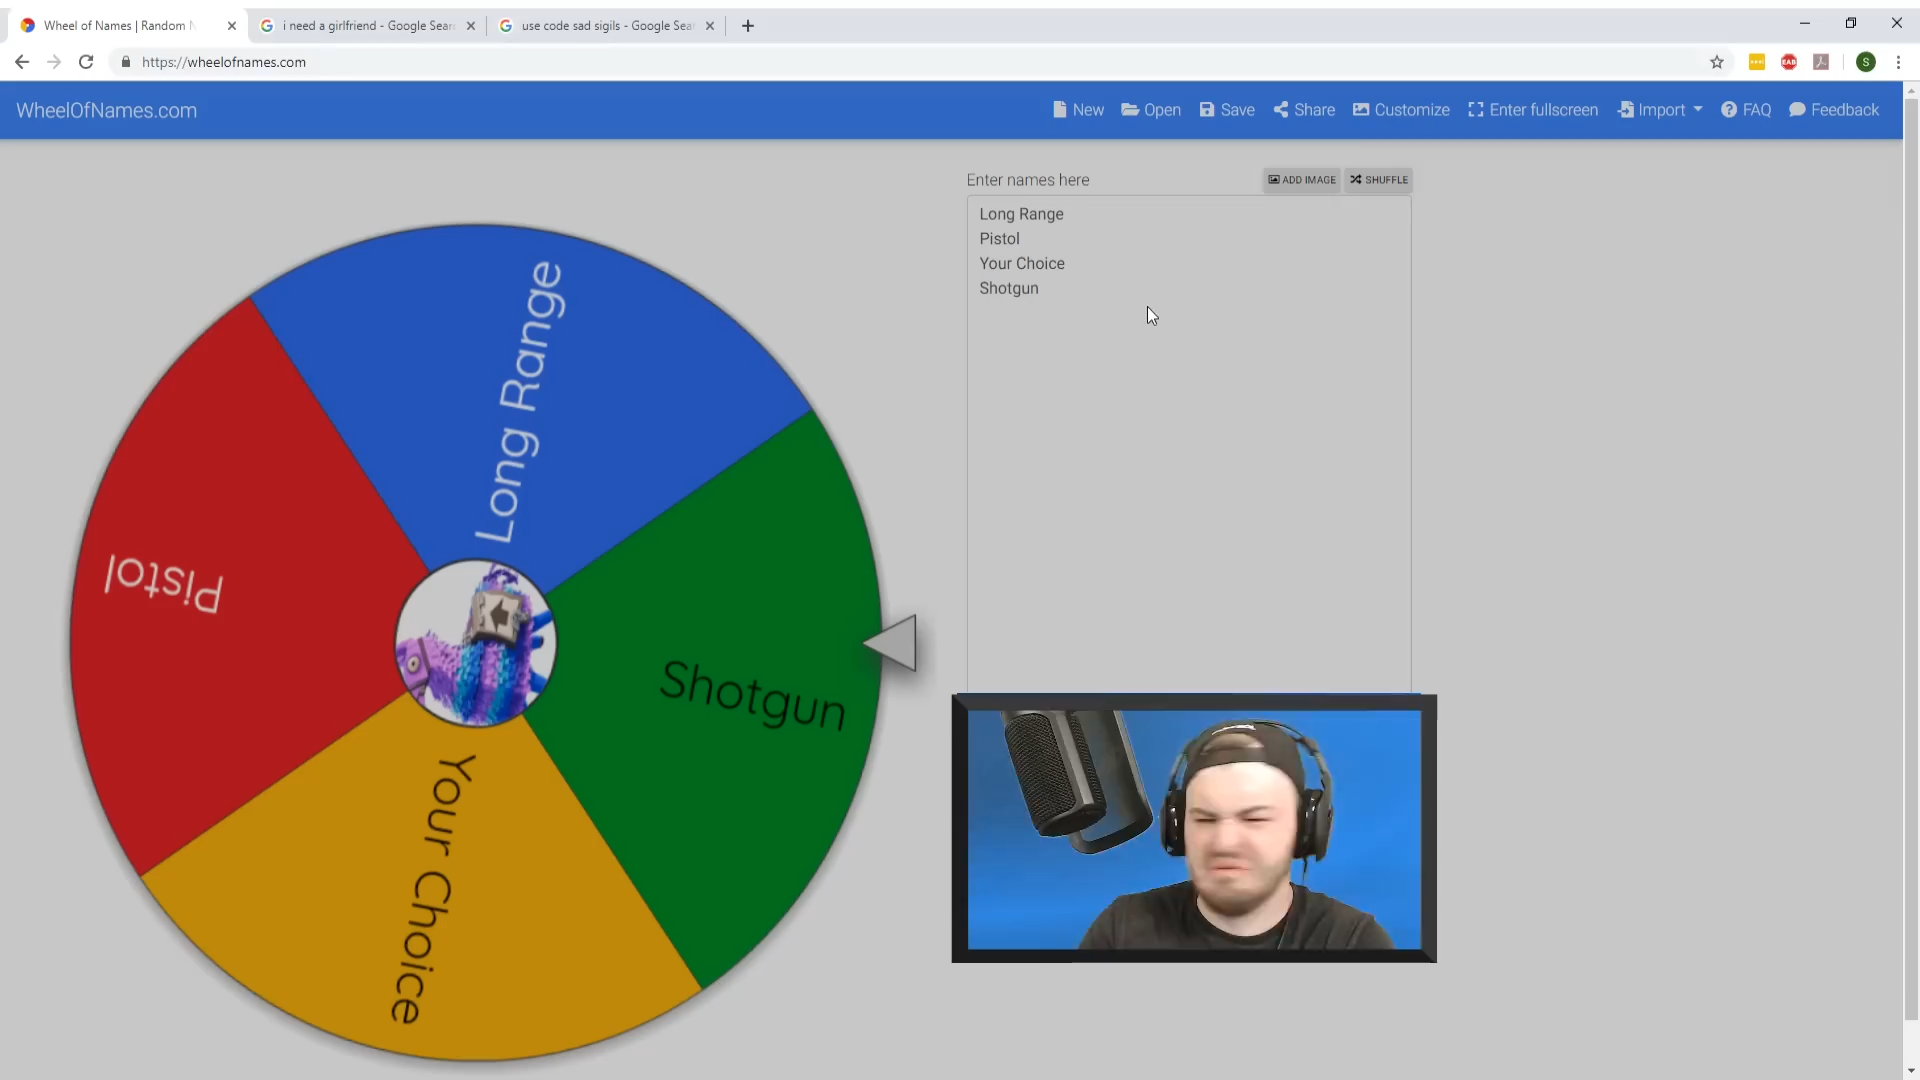 Wheel of Names | Random N
i need a girlfriend - Google Sear
use code sad sigils - Google Sear
https://wheelofnames.com
EAB
S
WheelOfNames.com
New
Open
Save
Share
Customize
Enter fullscreen
Import
FAQ
Feedback
Enter names here
ADD IMAGE
SHUFFLE
Long Range
Pistol
Your Choice
Shotgun
Long Range
Pistol
Shotgun
Your Choice